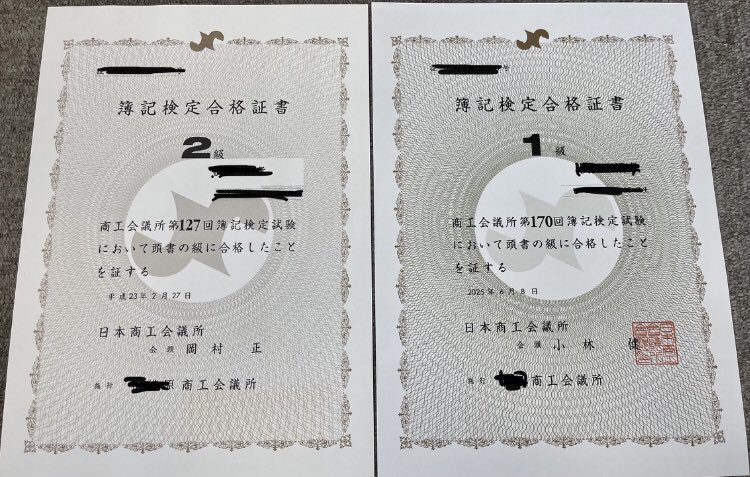 簿記検定合格証書
2級
商工会議所第127回簿記検定試験
において頭書の級に合格したこと
を証する
平成23年2月27日
日本商工会議所
会頭 岡村 正
施行 原商工会議所
簿記検定合格証書
1級
商工会議所第170回簿記検定試験
において頭書の級に合格したこと
を証する
2025年6月8日
日本商工会議所
会頭 小林 健
施行 商工会議所